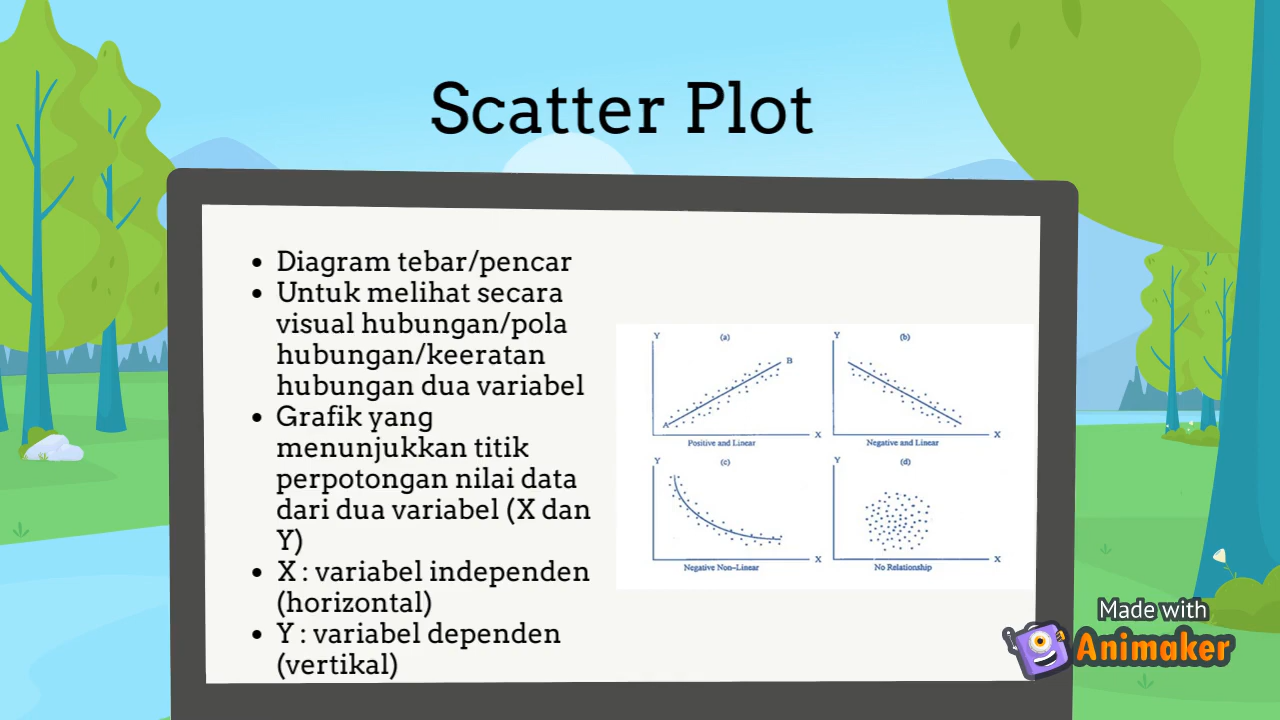 Scatter Plot
• Diagram tebar/pencar
• Untuk melihat secara
visual hubungan/pola
hubungan/keeratan
hubungan dua variabel
• Grafik yang
menunjukkan titik
perpotongan nilai data
dari dua variabel (X dan
Y)
• X : variabel independen
(horizontal)
• Y : variabel dependen
(vertikal)
Y (a)
B
A
X
Positive and Linear
Y (b)
X
Negative and Linear
Y (c)
X
Negative Non-Linear
Y (d)
X
No Relationship
Made with
Animaker